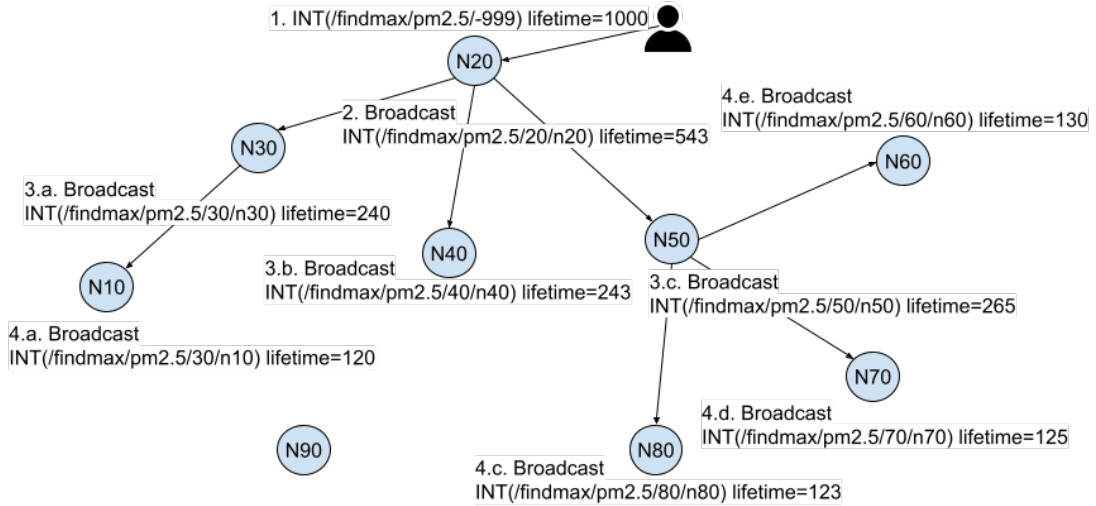 1. INT(/findmax/pm2.5/-999) lifetime=1000
N20
2. Broadcast
INT(/findmax/pm2.5/20/n20) lifetime=543
4.e. Broadcast
INT(/findmax/pm2.5/60/n60) lifetime=130
N30
N60
3.a. Broadcast
INT(/findmax/pm2.5/30/n30) lifetime=240
N40
N50
3.b. Broadcast
INT(/findmax/pm2.5/40/n40) lifetime=243
3.c. Broadcast
INT(/findmax/pm2.5/50/n50) lifetime=265
N10
4.a. Broadcast
INT(/findmax/pm2.5/30/n10) lifetime=120
N70
4.d. Broadcast
INT(/findmax/pm2.5/70/n70) lifetime=125
N90
N80
4.c. Broadcast
INT(/findmax/pm2.5/80/n80) lifetime=123